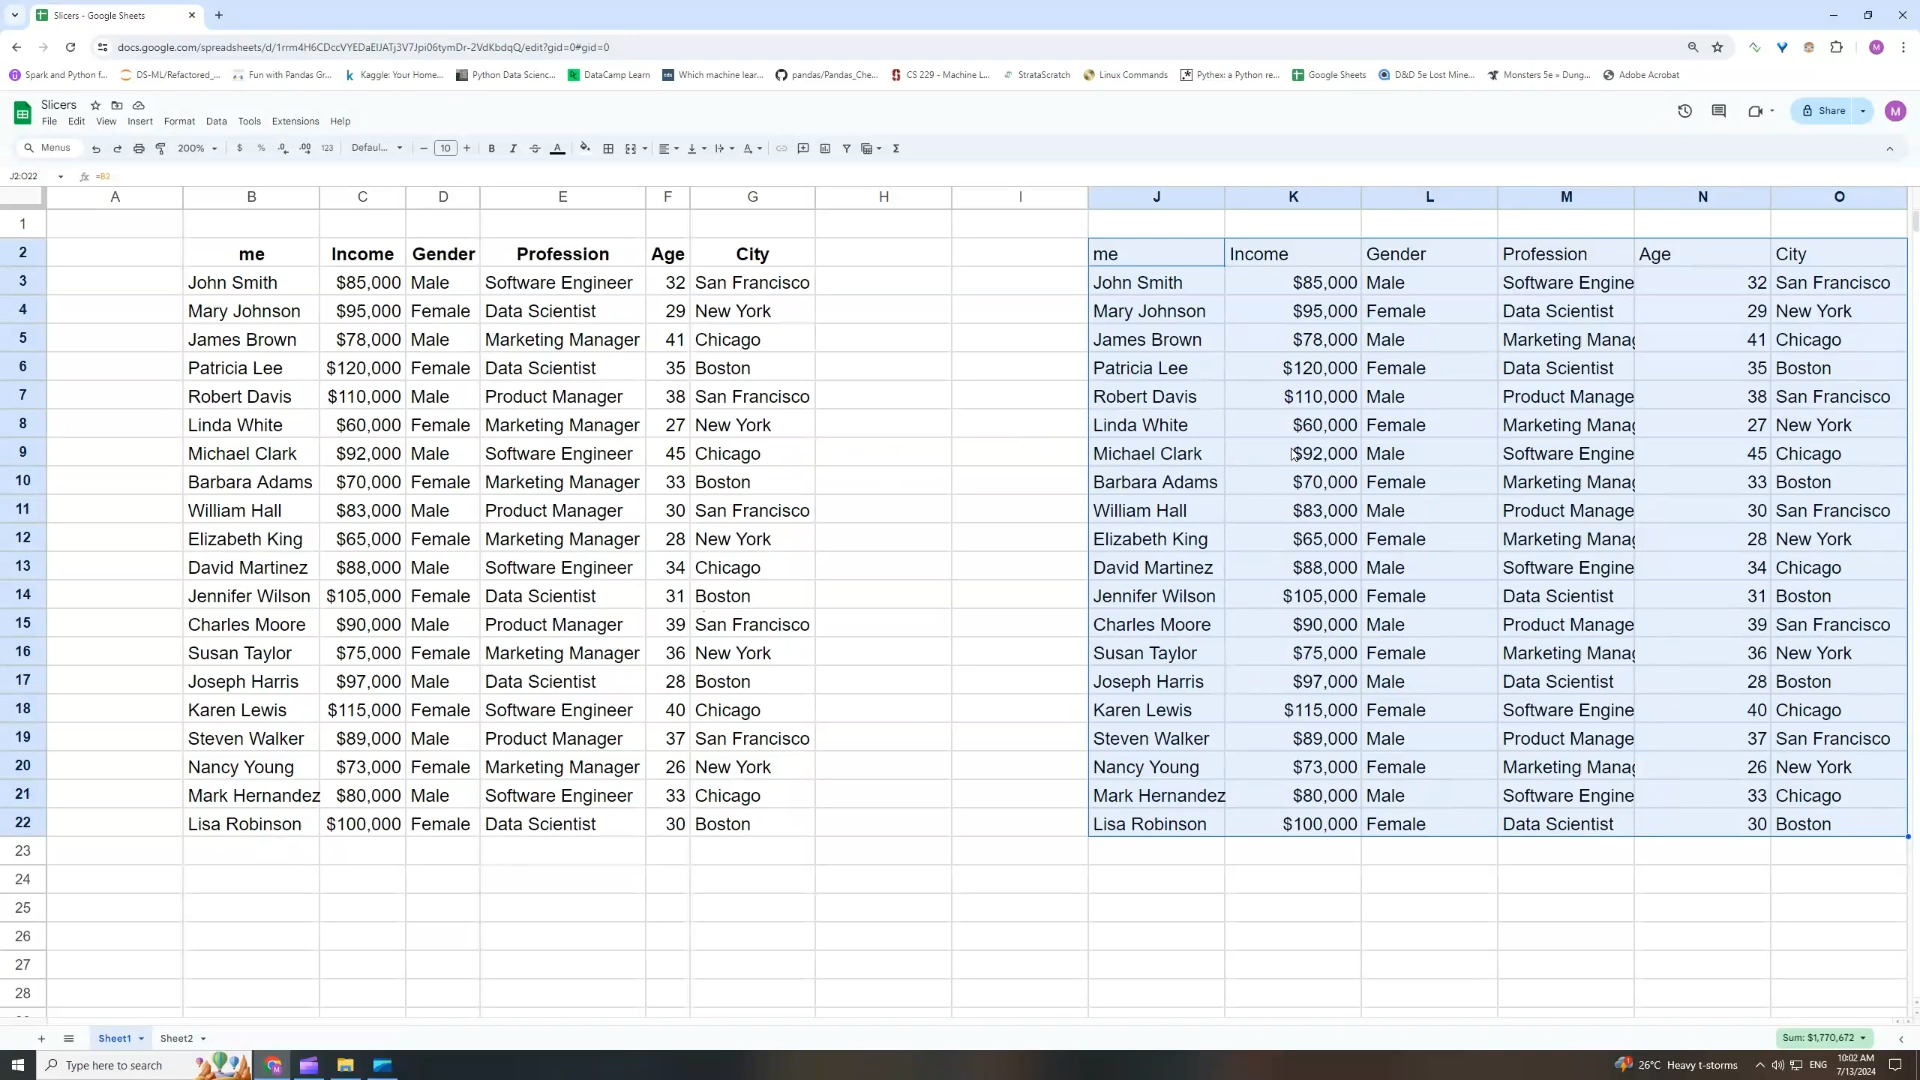 Slicers - Google Sheets
docs.google.com/spreadsheets/d/1rrm4H6CDccVYEDaEIJATj3V7Jpi06tymDr-2VdKbdqQ/edit?gid=0#gid=0
Spark and Python f... DS-ML/Refactored_... Fun with Pandas Gr... Kaggle: Your Home... Python Data Scienc... DataCamp Learn Which machine lear... pandas/Pandas_Che... CS 229 - Machine L... StrataScratch Linux Commands Pythex: a Python re... Google Sheets D&D 5e Lost Mine... Monsters 5e » Dung... Adobe Acrobat
Slicers
File Edit View Insert Format Data Tools Extensions Help
Share
M
Menus 200% $ % .0 .00 123 Defaul... 10 B I A
J2:O22 fx =B2
A B C D E F G H I J K L M N O
1
2 me Income Gender Profession Age City me Income Gender Profession Age City
3 John Smith $85,000 Male Software Engineer 32 San Francisco John Smith $85,000 Male Software Engine 32 San Francisco
4 Mary Johnson $95,000 Female Data Scientist 29 New York Mary Johnson $95,000 Female Data Scientist 29 New York
5 James Brown $78,000 Male Marketing Manager 41 Chicago James Brown $78,000 Male Marketing Manag 41 Chicago
6 Patricia Lee $120,000 Female Data Scientist 35 Boston Patricia Lee $120,000 Female Data Scientist 35 Boston
7 Robert Davis $110,000 Male Product Manager 38 San Francisco Robert Davis $110,000 Male Product Manage 38 San Francisco
8 Linda White $60,000 Female Marketing Manager 27 New York Linda White $60,000 Female Marketing Manag 27 New York
9 Michael Clark $92,000 Male Software Engineer 45 Chicago Michael Clark $92,000 Male Software Engine 45 Chicago
10 Barbara Adams $70,000 Female Marketing Manager 33 Boston Barbara Adams $70,000 Female Marketing Manag 33 Boston
11 William Hall $83,000 Male Product Manager 30 San Francisco William Hall $83,000 Male Product Manage 30 San Francisco
12 Elizabeth King $65,000 Female Marketing Manager 28 New York Elizabeth King $65,000 Female Marketing Manag 28 New York
13 David Martinez $88,000 Male Software Engineer 34 Chicago David Martinez $88,000 Male Software Engine 34 Chicago
14 Jennifer Wilson $105,000 Female Data Scientist 31 Boston Jennifer Wilson $105,000 Female Data Scientist 31 Boston
15 Charles Moore $90,000 Male Product Manager 39 San Francisco Charles Moore $90,000 Male Product Manage 39 San Francisco
16 Susan Taylor $75,000 Female Marketing Manager 36 New York Susan Taylor $75,000 Female Marketing Manag 36 New York
17 Joseph Harris $97,000 Male Data Scientist 28 Boston Joseph Harris $97,000 Male Data Scientist 28 Boston
18 Karen Lewis $115,000 Female Software Engineer 40 Chicago Karen Lewis $115,000 Female Software Engine 40 Chicago
19 Steven Walker $89,000 Male Product Manager 37 San Francisco Steven Walker $89,000 Male Product Manage 37 San Francisco
20 Nancy Young $73,000 Female Marketing Manager 26 New York Nancy Young $73,000 Female Marketing Manag 26 New York
21 Mark Hernandez $80,000 Male Software Engineer 33 Chicago Mark Hernandez $80,000 Male Software Engine 33 Chicago
22 Lisa Robinson $100,000 Female Data Scientist 30 Boston Lisa Robinson $100,000 Female Data Scientist 30 Boston
23
24
25
26
27
28
Sheet1 Sheet2 Sum: $1,770,672
Type here to search 26°C Heavy t-storms ENG 10:02 AM
7/13/2024